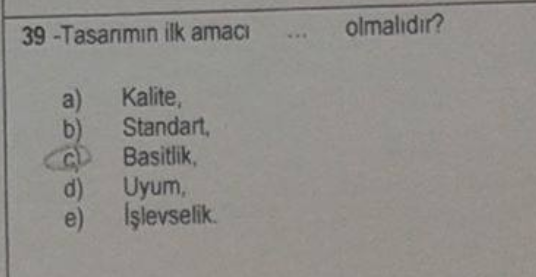 39 -Tasarımın ilk amacı ... olmalıdır?
a) Kalite,
b) Standart,
c) Basitlik,
d) Uyum,
e) İşlevselik.